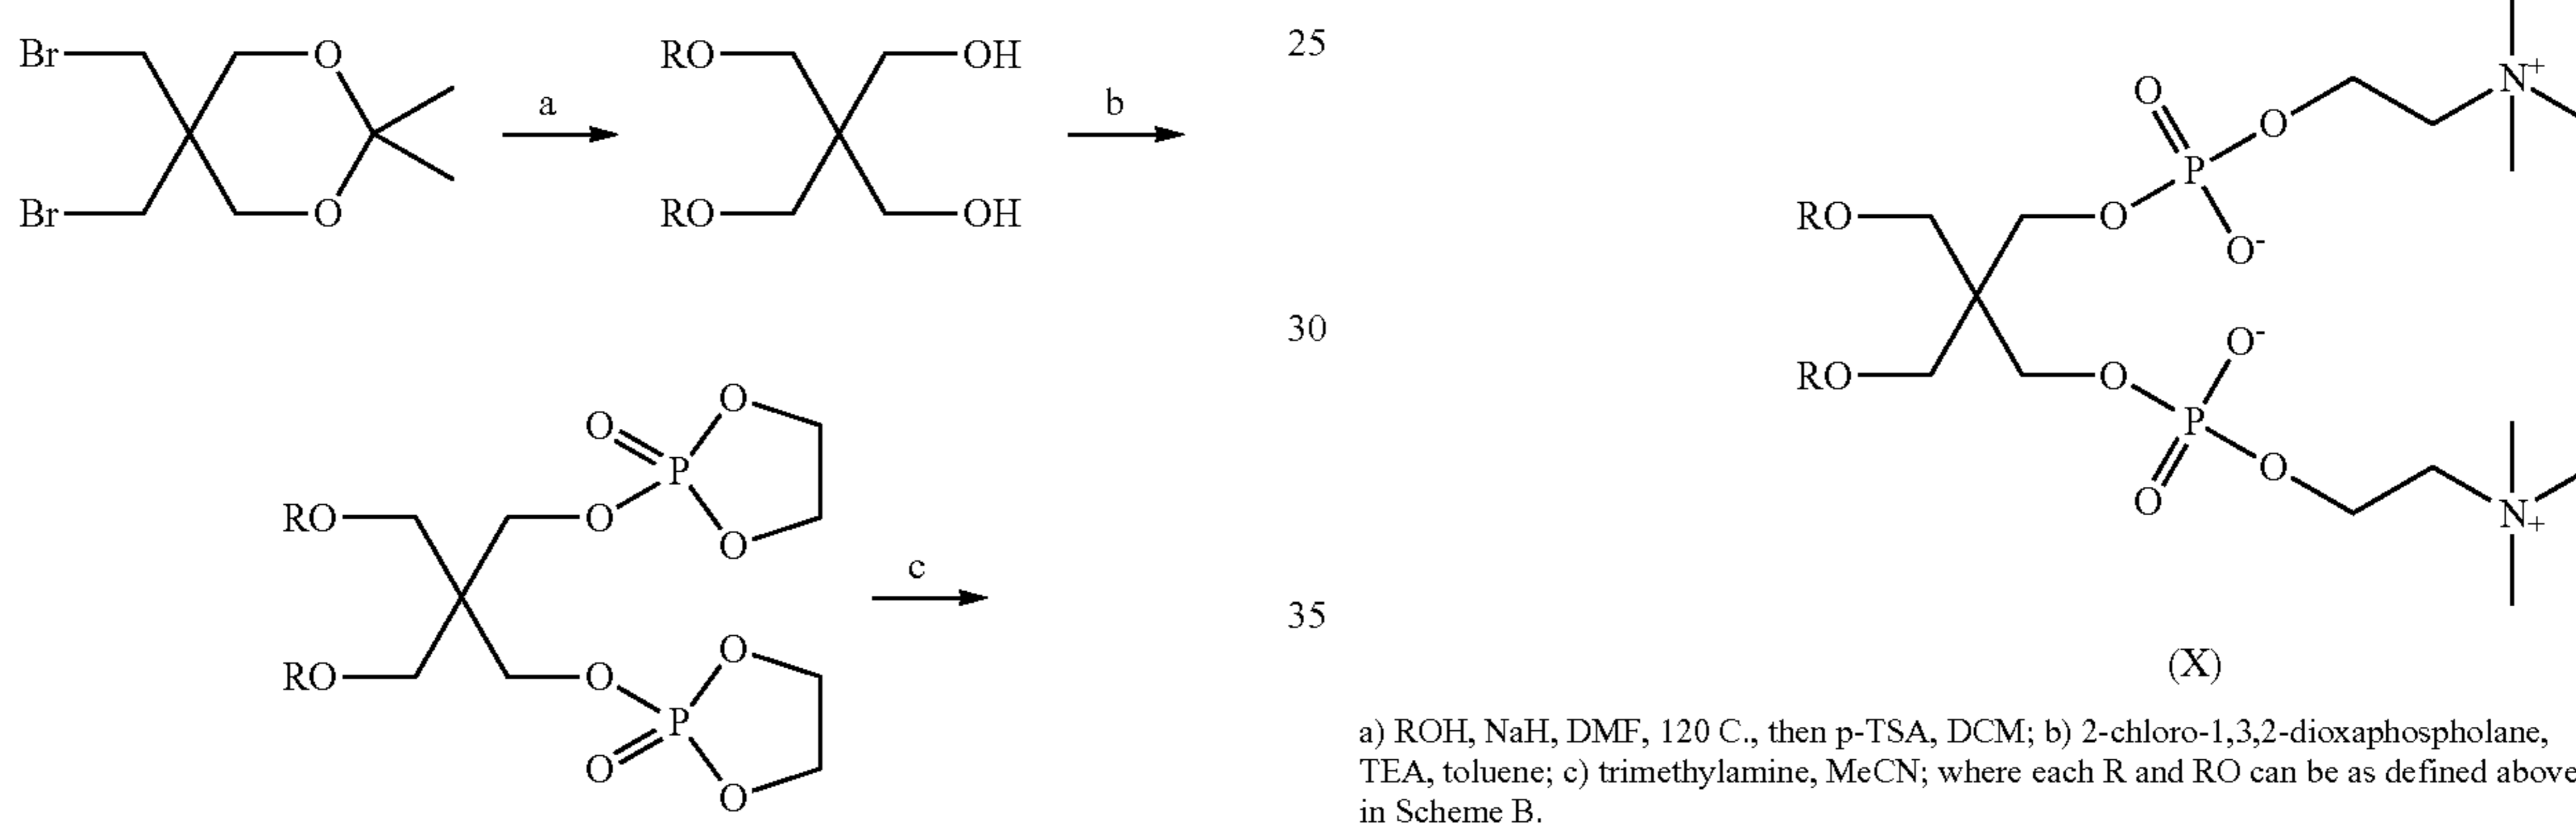 Br
O
O
Br
a
RO
OH
RO
OH
b
25
30
35
O
O
P
O
O
RO
RO
O
P
O
O
O
c
O
N+
O
P
RO
O
O-
O-
RO
O
P
O
O
N+
(X)
a) ROH, NaH, DMF, 120 C., then p-TSA, DCM; b) 2-chloro-1,3,2-dioxaphospholane,
TEA, toluene; c) trimethylamine, MeCN; where each R and RO can be as defined above
in Scheme B.